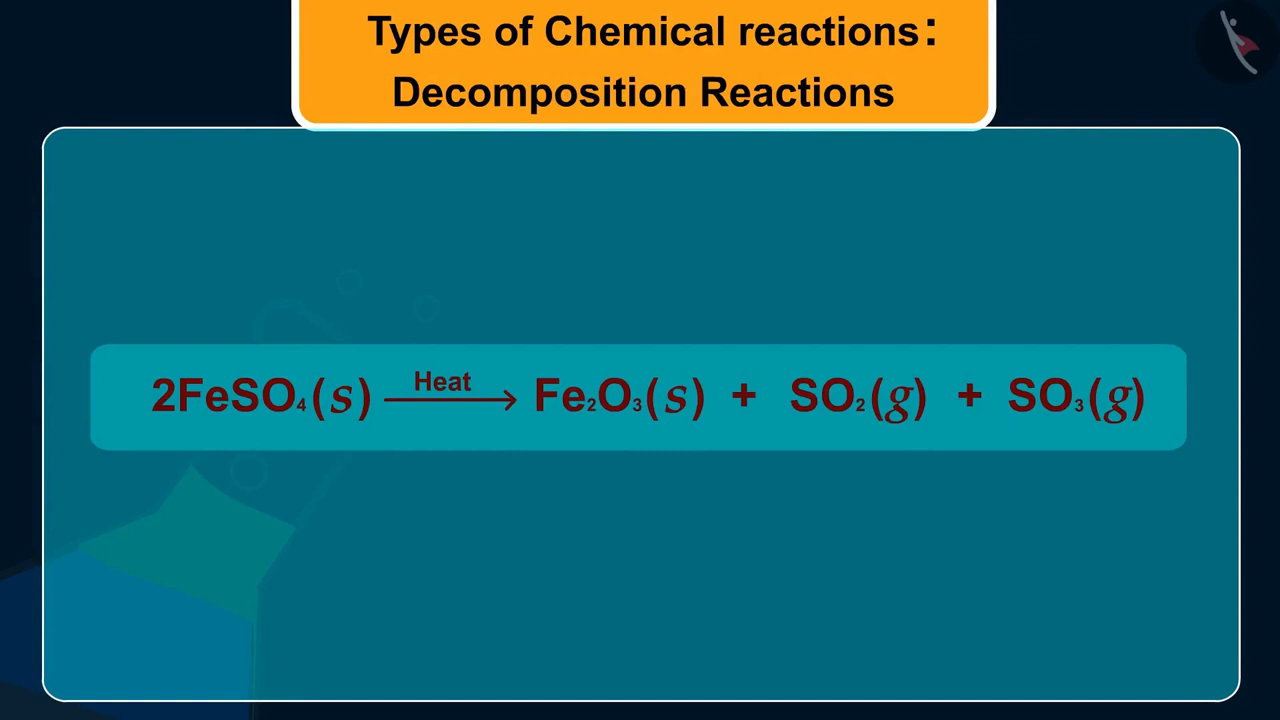 Types of Chemical reactions:
Decomposition Reactions
2FeSO₄(s) Heat⟶ Fe₂O₃(s) + SO₂(g) + SO₃(g)